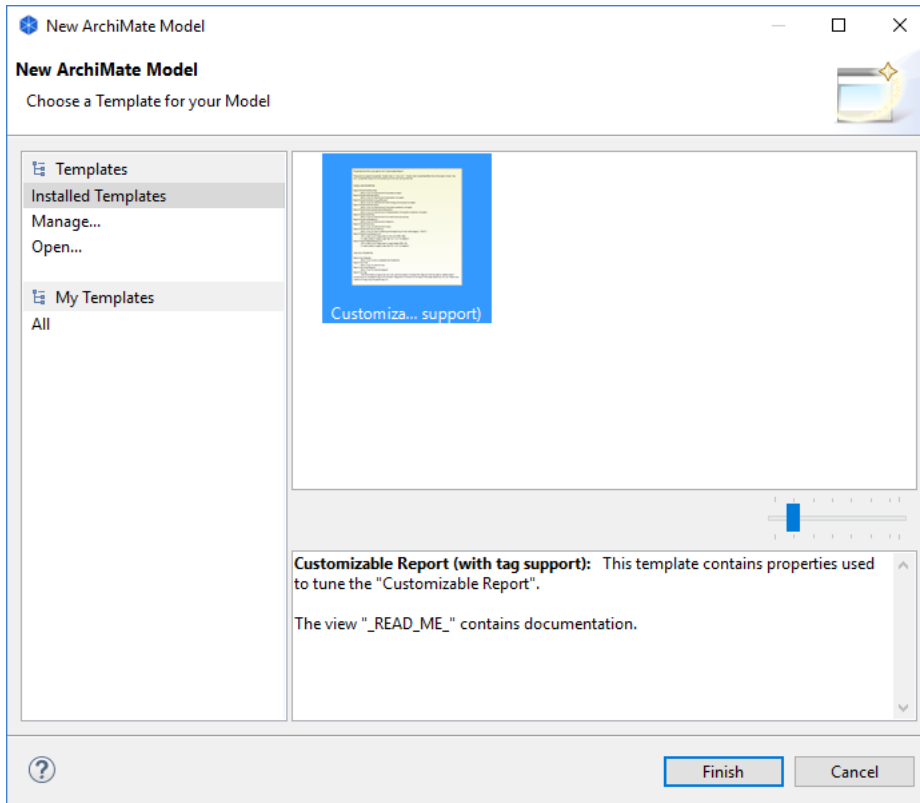 New ArchiMate Model
New ArchiMate Model
Choose a Template for your Model
Templates
Installed Templates
Manage...
Open...
My Templates
All
Customiza... support)
Customizable Report (with tag support):   This template contains properties used
to tune the "Customizable Report".
The view "_READ_ME_" contains documentation.
?
Finish
Cancel